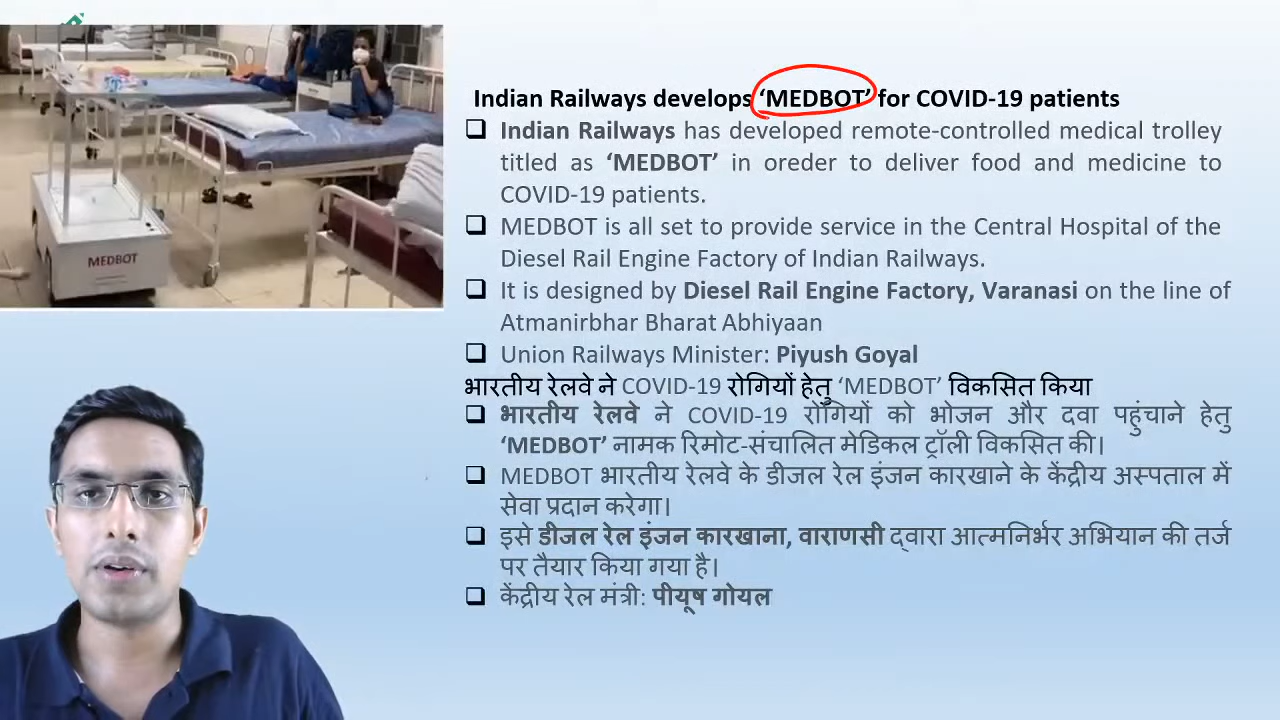 Indian Railways develops ‘MEDBOT’ for COVID-19 patients
❑ Indian Railways has developed remote-controlled medical trolley
titled as ‘MEDBOT’ in oreder to deliver food and medicine to
COVID-19 patients.
❑ MEDBOT is all set to provide service in the Central Hospital of the
Diesel Rail Engine Factory of Indian Railways.
❑ It is designed by Diesel Rail Engine Factory, Varanasi on the line of
Atmanirbhar Bharat Abhiyaan
❑ Union Railways Minister: Piyush Goyal
भारतीय रेलवे ने COVID-19 रोगियों हेतु ‘MEDBOT’ विकसित किया
❑ भारतीय रेलवे ने COVID-19 रोगियों को भोजन और दवा पहुंचाने हेतु
‘MEDBOT’ नामक रिमोट-संचालित मेडिकल ट्रॉली विकसित की।
❑ MEDBOT भारतीय रेलवे के डीजल रेल इंजन कारखाने के केंद्रीय अस्पताल में
सेवा प्रदान करेगा।
❑ इसे डीजल रेल इंजन कारखाना, वाराणसी द्वारा आत्मनिर्भर अभियान की तर्ज
पर तैयार किया गया है।
❑ केंद्रीय रेल मंत्री: पीयूष गोयल
MEDBOT